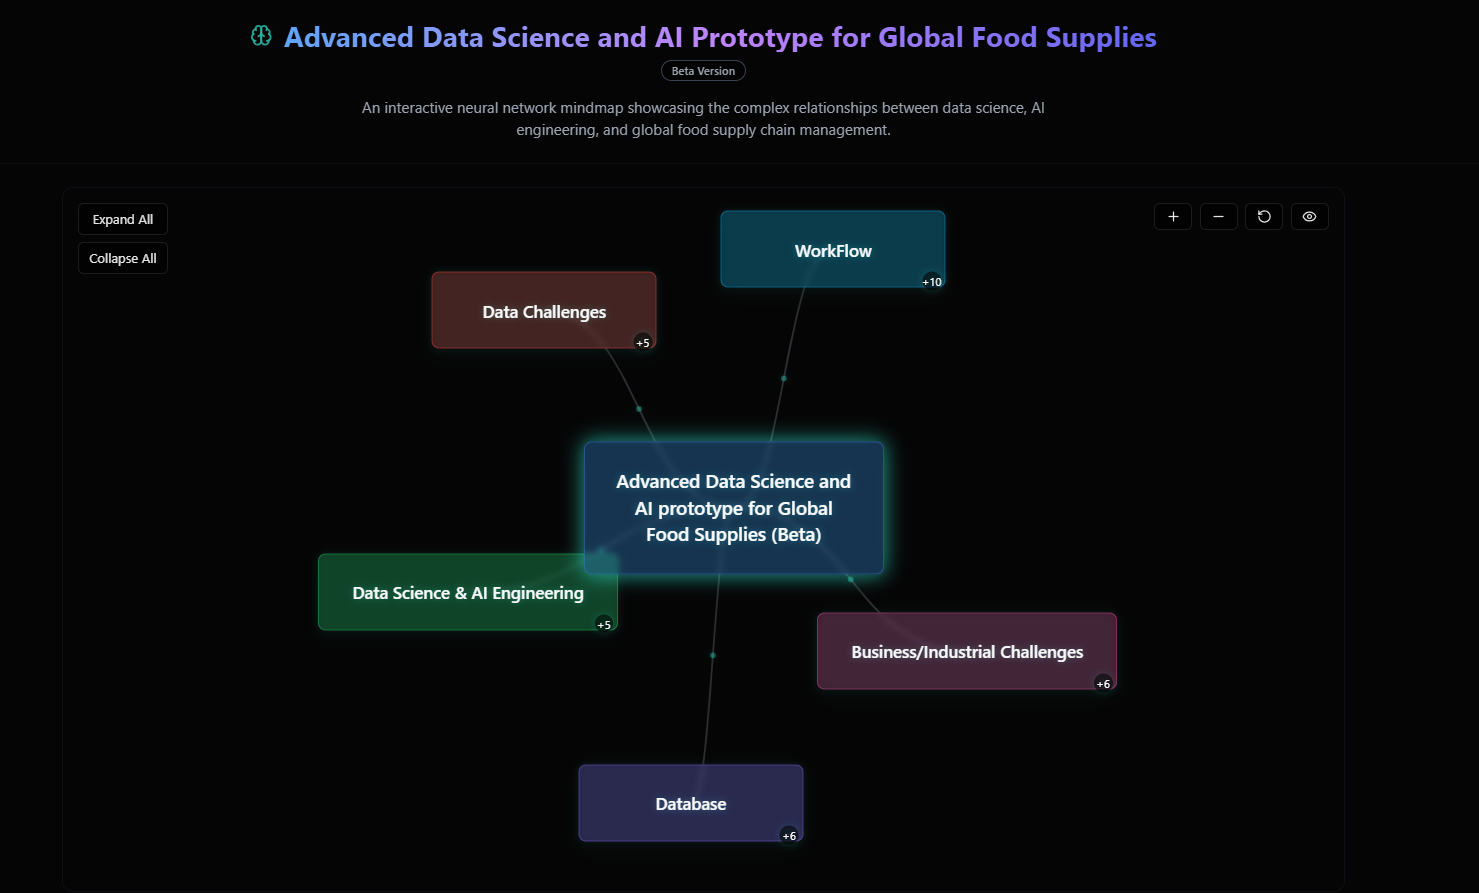 Advanced Data Science and AI Prototype for Global Food Supplies
Beta Version
An interactive neural network mindmap showcasing the complex relationships between data science, AI
engineering, and global food supply chain management.
Expand All
Collapse All
WorkFlow
+10
Data Challenges
+5
Advanced Data Science and
AI prototype for Global
Food Supplies (Beta)
Data Science & AI Engineering
+5
Business/Industrial Challenges
+6
Database
+6